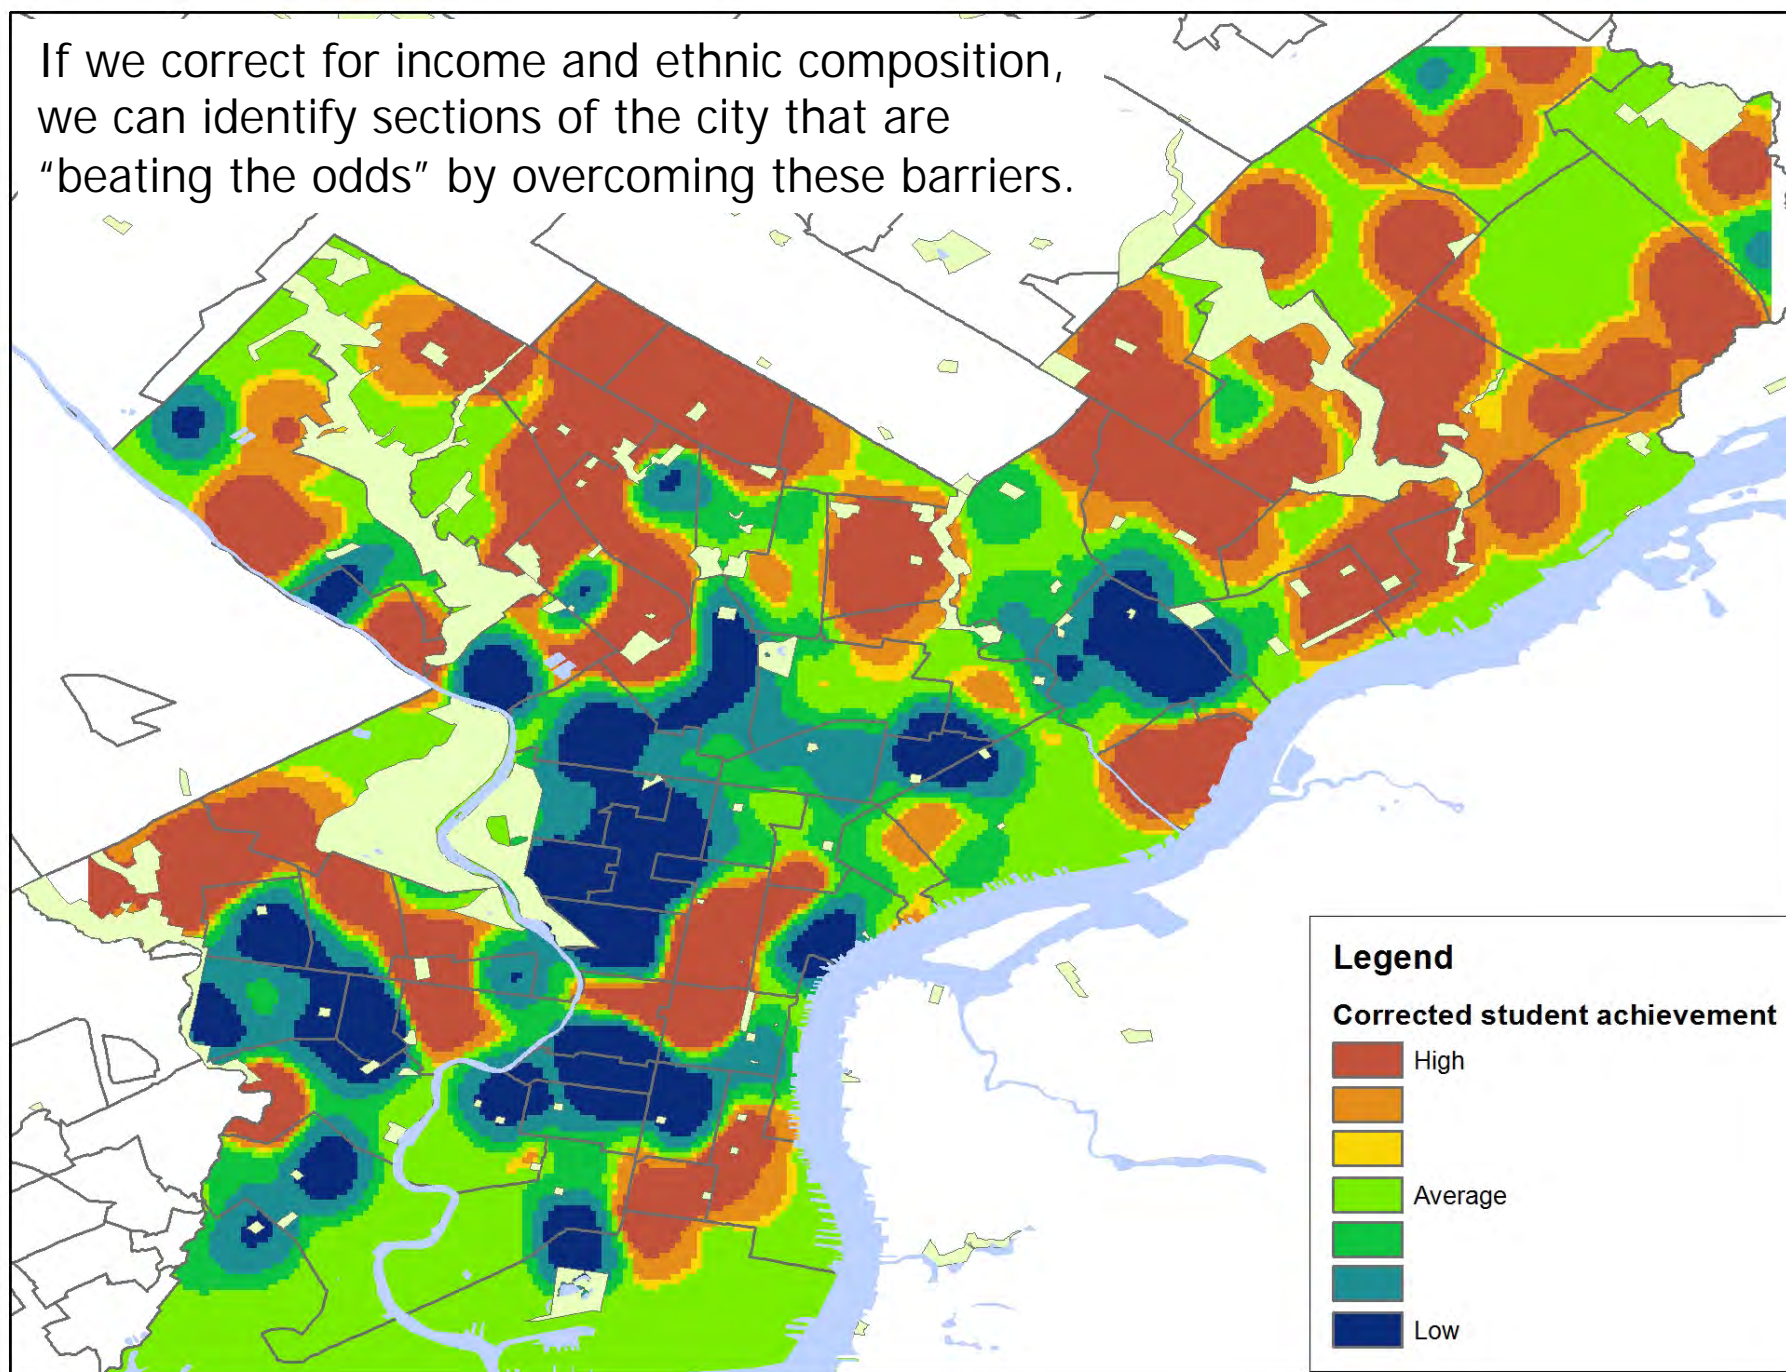 If we correct for income and ethnic composition,
we can identify sections of the city that are
“beating the odds” by overcoming these barriers.
Legend
Corrected student achievement
High
Average
Low